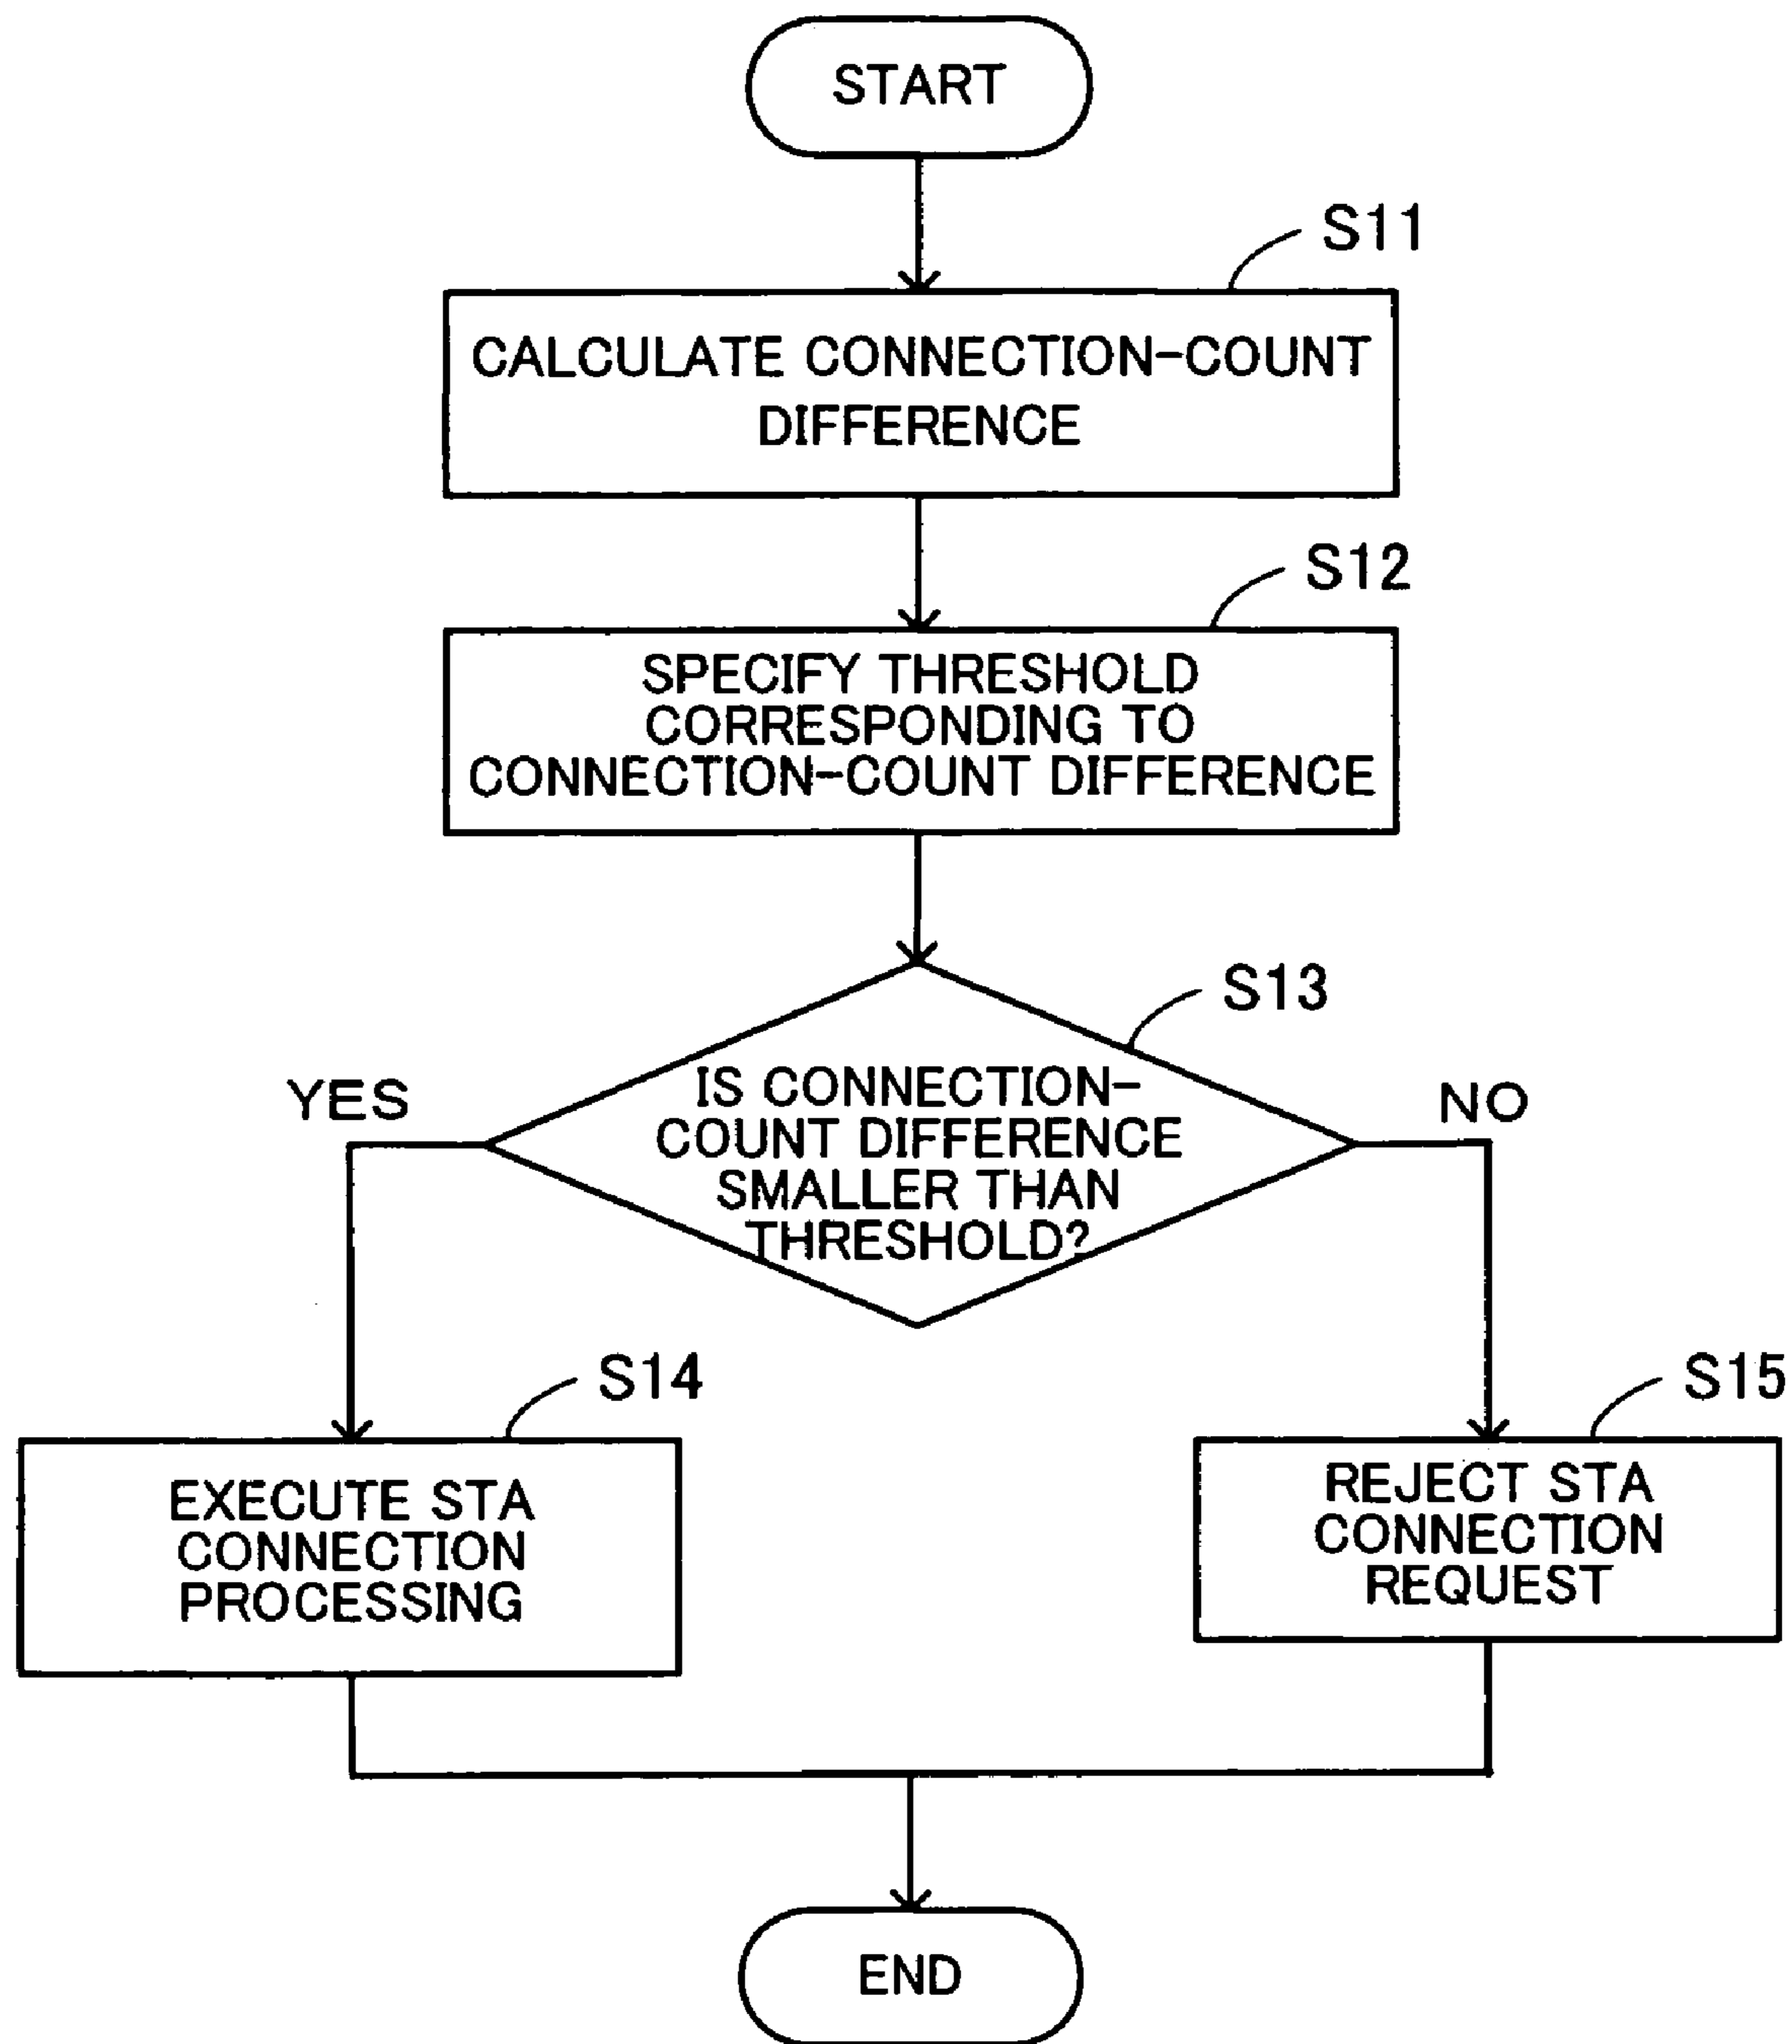 START
S11
CALCULATE CONNECTION-COUNT
DIFFERENCE
S12
SPECIFY THRESHOLD
CORRESPONDING TO
CONNECTION-COUNT DIFFERENCE
S13
YES
IS CONNECTION-
COUNT DIFFERENCE
SMALLER THAN
THRESHOLD?
NO
S14
EXECUTE STA
CONNECTION
PROCESSING
S15
REJECT STA
CONNECTION
REQUEST
END